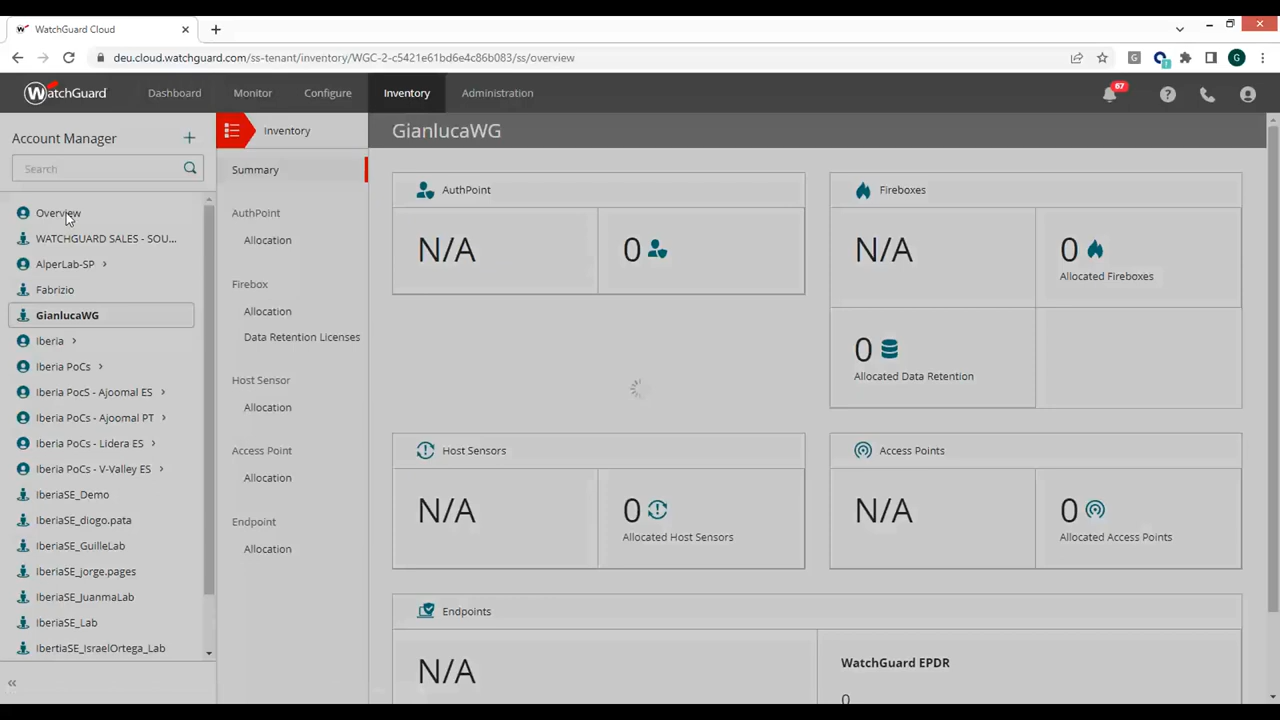 WatchGuard Cloud
deu.cloud.watchguard.com/ss-tenant/inventory/WGC-2-c5421e61bd6e4c86b083/ss/overview
G
1
G
WatchGuard
Dashboard
Monitor
Configure
Inventory
Administration
67
Account Manager
Search
Overview
WATCHGUARD SALES - SOU...
AlperLab-SP
Fabrizio
GianlucaWG
Iberia
Iberia PoCs
Iberia PocS - Ajoomal ES
Iberia PoCs - Ajoomal PT
Iberia PoCs - Lidera ES
Iberia PoCs - V-Valley ES
IberiaSE_Demo
IberiaSE_diogo.pata
IberiaSE_GuilleLab
IberiaSE_jorge.pages
IberiaSE_JuanmaLab
IberiaSE_Lab
IbertiaSE_IsraelOrtega_Lab
Inventory
Summary
AuthPoint
Allocation
Firebox
Allocation
Data Retention Licenses
Host Sensor
Allocation
Access Point
Allocation
Endpoint
Allocation
GianlucaWG
AuthPoint
N/A
0
Fireboxes
N/A
0
Allocated Fireboxes
0
Allocated Data Retention
Host Sensors
N/A
0
Allocated Host Sensors
Access Points
N/A
0
Allocated Access Points
Endpoints
N/A
WatchGuard EPDR
0